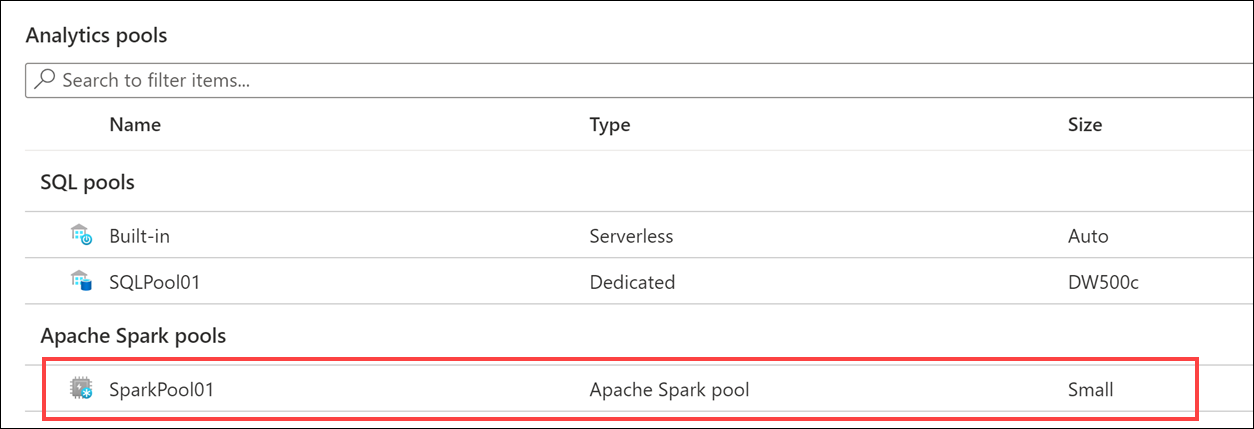 Analytics pools
Search to filter items...
Name Type Size
SQL pools
Built-in Serverless Auto
SQLPool01 Dedicated DW500c
Apache Spark pools
SparkPool01 Apache Spark pool Small